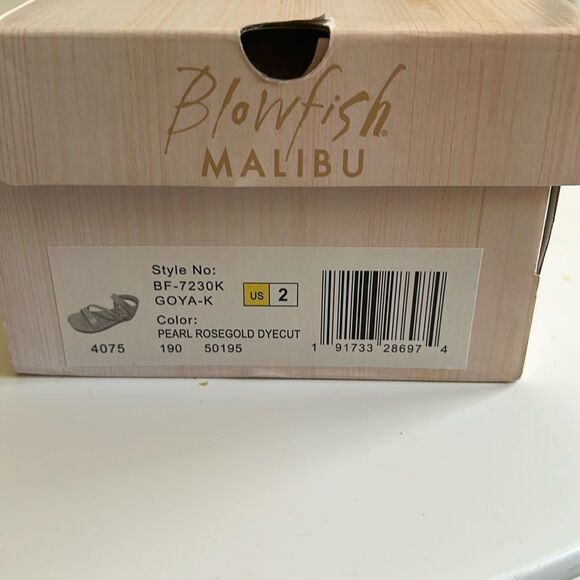 Blowfish
MALIBU
Style No:
BF-7230K
GOYA-K
US 2
Color:
PEARL ROSEGOLD DYECUT
4075 190 50195
1 91733 28697 4